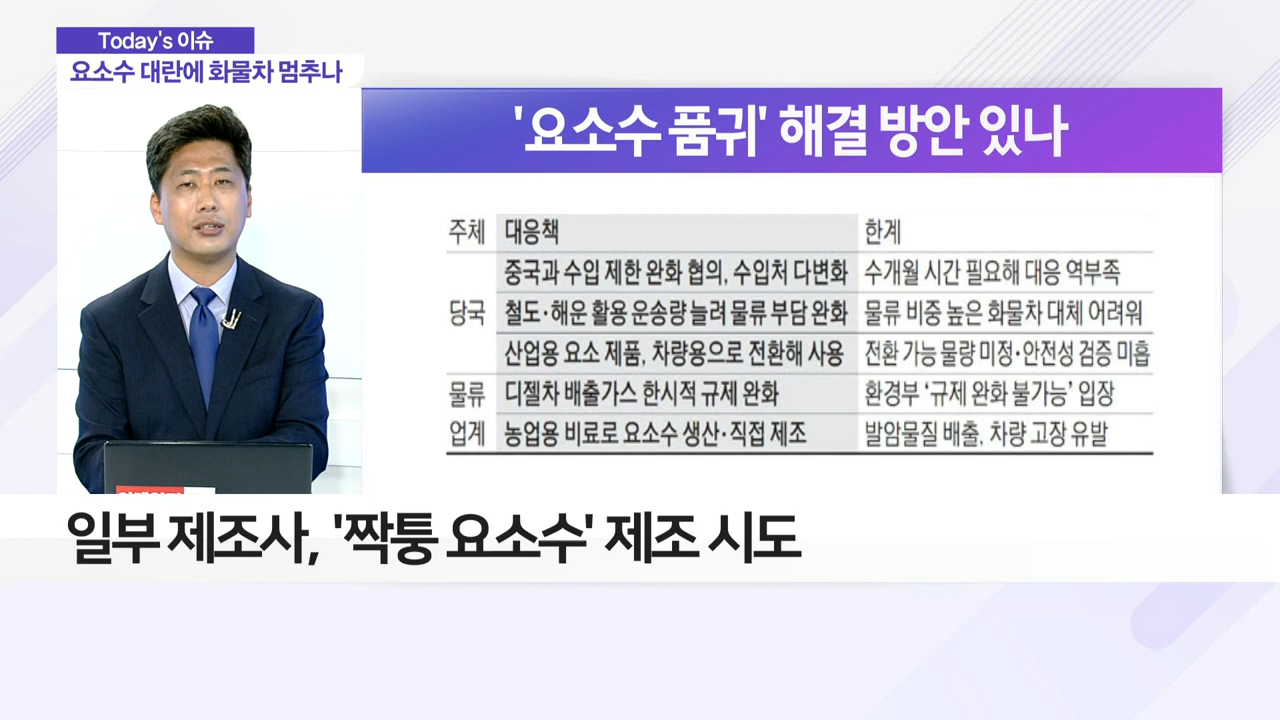 Today's 이슈
요소수 대란에 화물차 멈추나
'요소수 품귀' 해결 방안 있나
주체 대응책 한계
중국과 수입 제한 완화 협의, 수입처 다변화 수개월 시간 필요해 대응 역부족
당국 철도·해운 활용 운송량 늘려 물류 부담 완화 물류 비중 높은 화물차 대체 어려워
산업용 요소 제품, 차량용으로 전환해 사용 전환 가능 물량 미정·안전성 검증 미흡
물류 디젤차 배출가스 한시적 규제 완화 환경부 ‘규제 완화 불가능’ 입장
업계 농업용 비료로 요소수 생산·직접 제조 발암물질 배출, 차량 고장 유발
일부 제조사, '짝퉁 요소수' 제조 시도